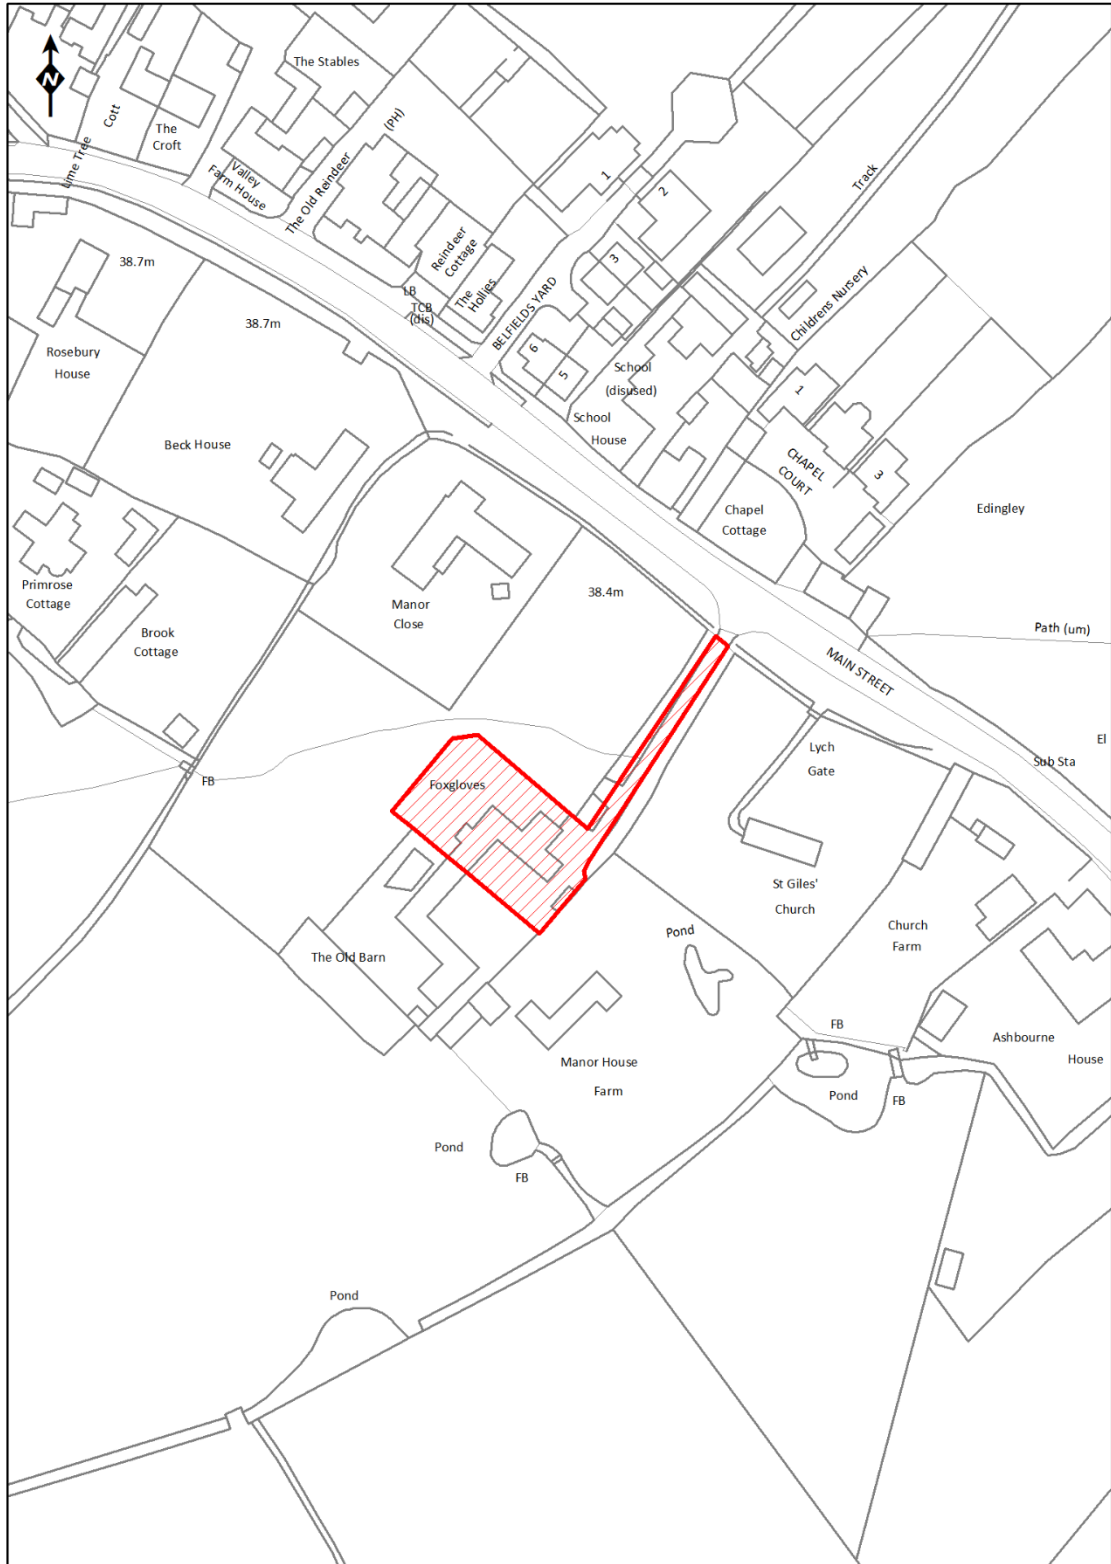 N
The Stables
Lime Tree
Cott
The
Croft
Valley
Farm House
The Old Reindeer
(PH)
1
2
3
Track
Reindeer
Cottage
The
Hollies
LB
TCB
(dis)
BELFIELDS YARD
6
5
38.7m
38.7m
Childrens Nursery
School
(disused)
School
House
1
CHAPEL
COURT
3
Rosebury
House
Beck House
Chapel
Cottage
Edingley
Primrose
Cottage
Brook
Cottage
Manor
Close
38.4m
Path (um)
MAIN STREET
El
Sub Sta
Lych
Gate
FB
Foxgloves
St Giles'
Church
Church
Farm
Pond
The Old Barn
FB
Ashbourne
House
Manor House
Farm
Pond
FB
Pond
FB
Pond